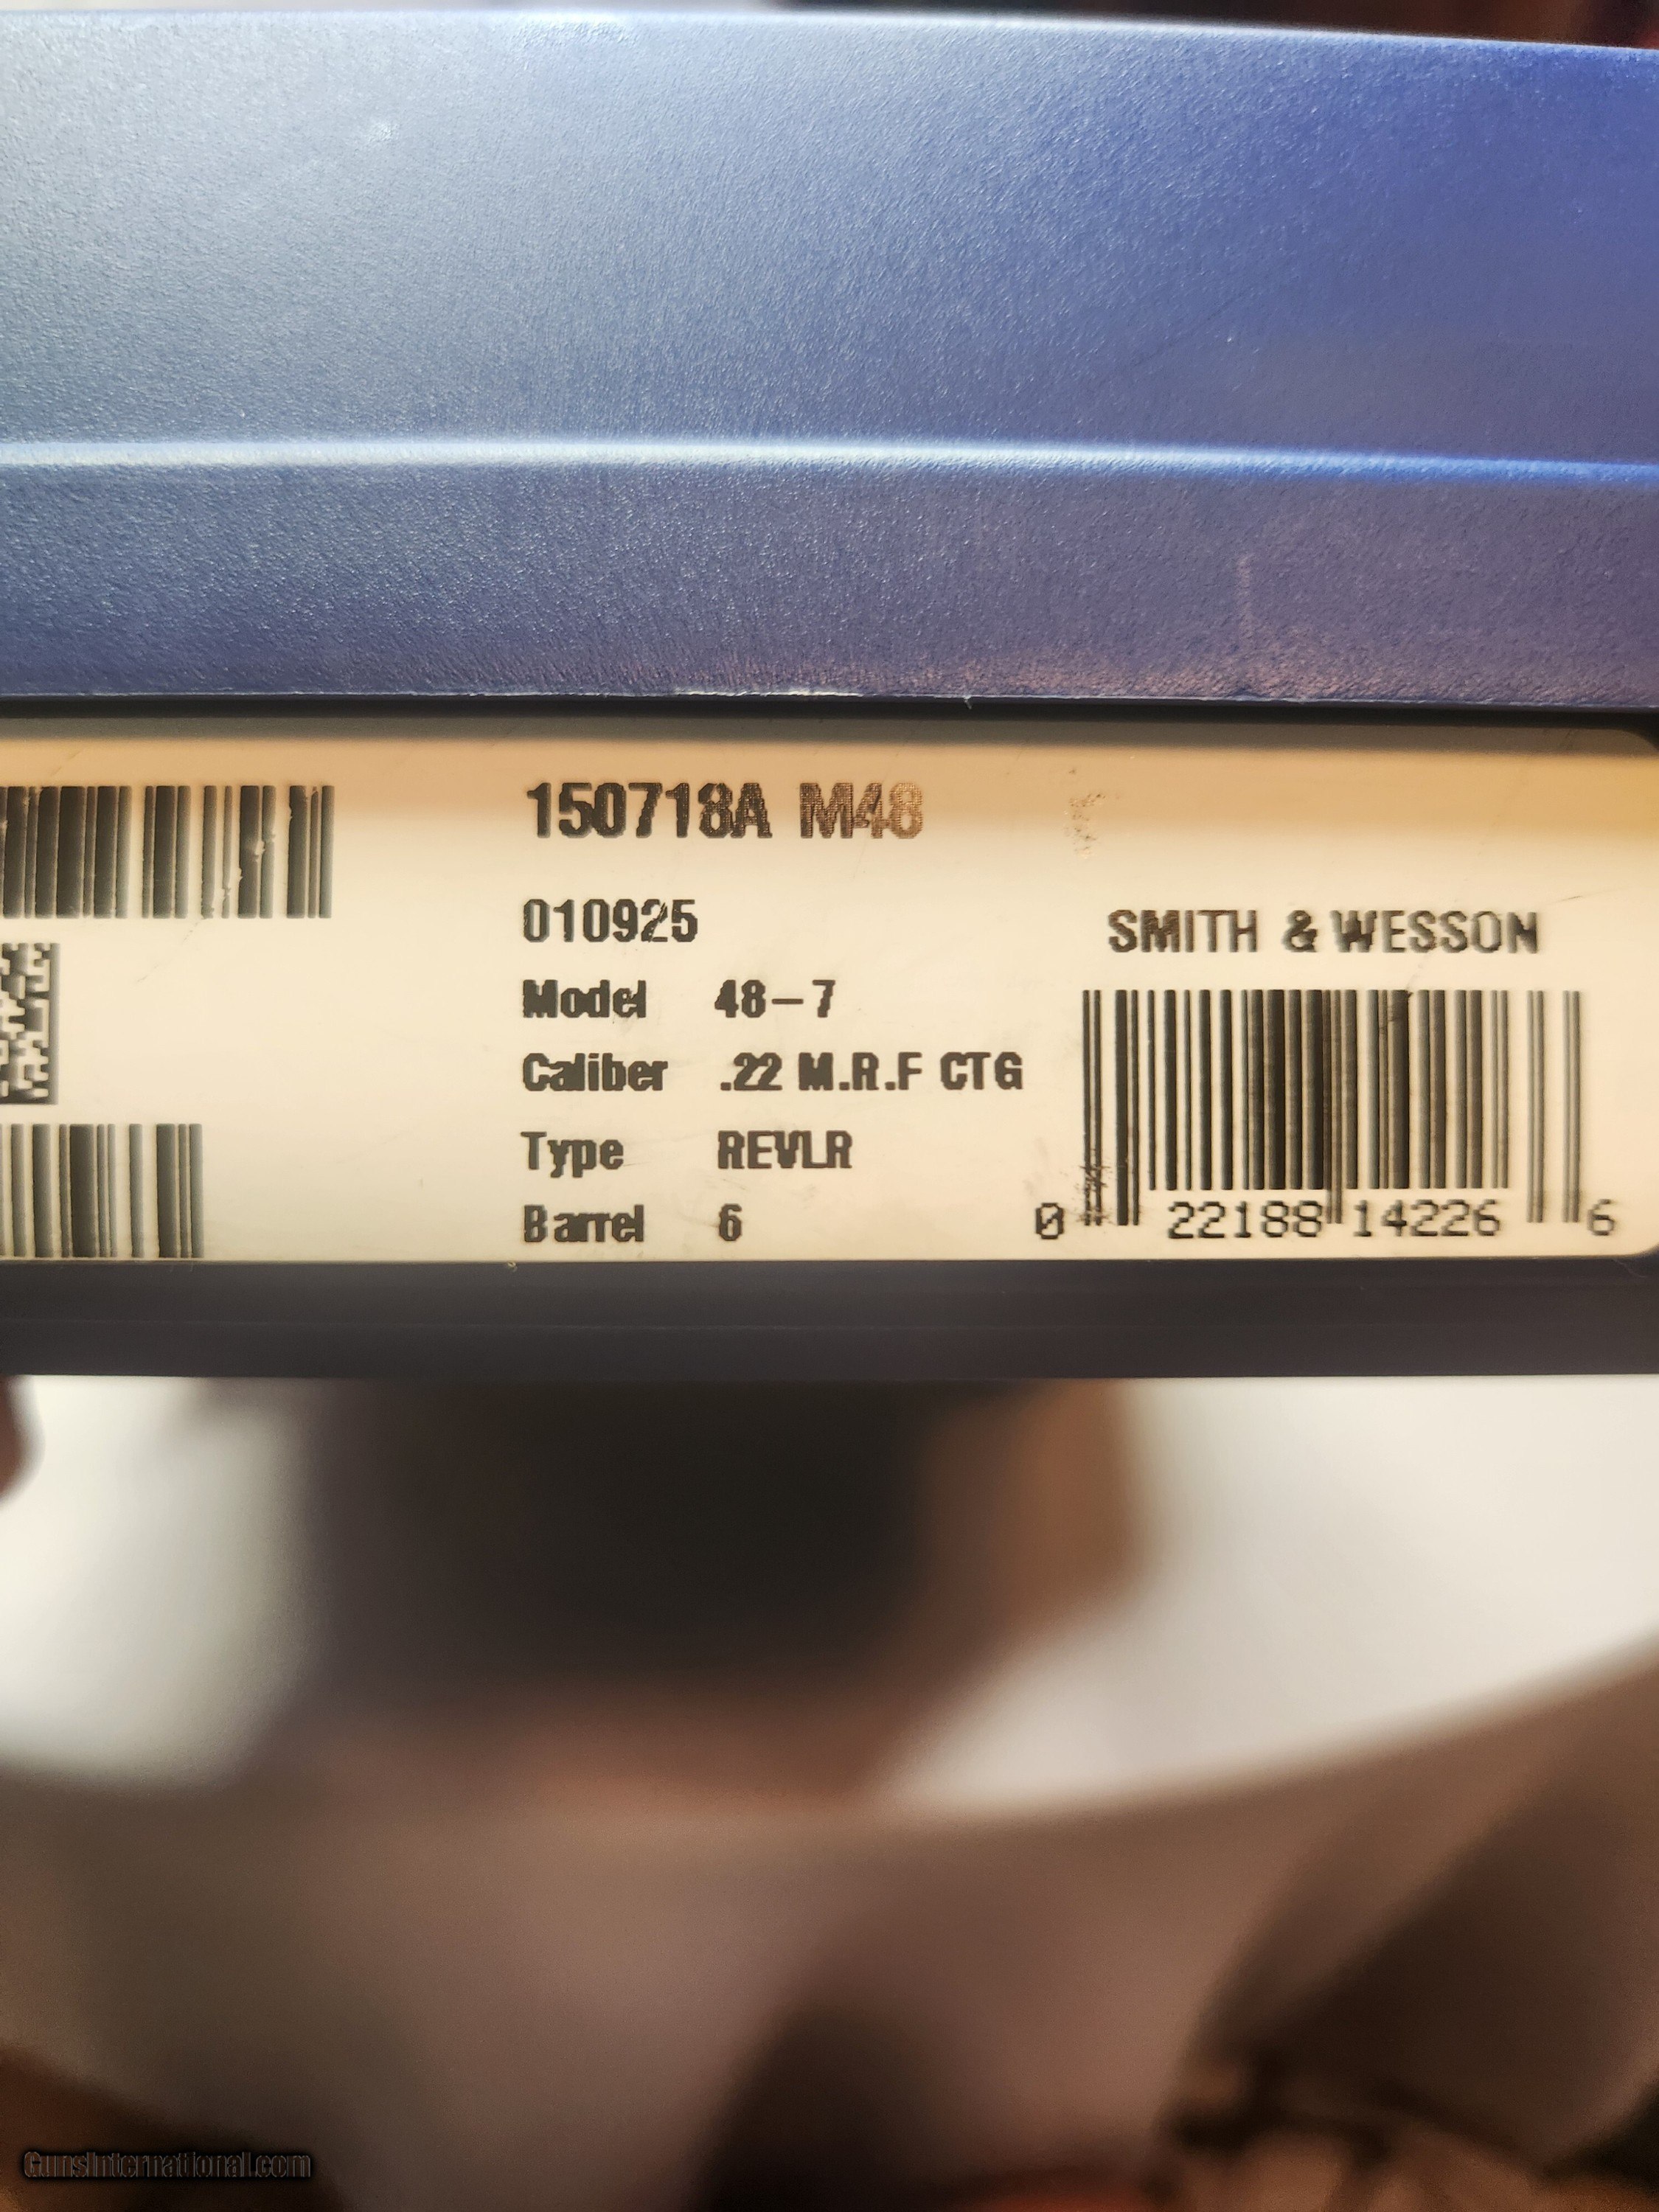 150718A M48
010925
Model 48-7
Caliber .22 M.R.F CTG
Type REVLR
Barrel 6
SMITH & WESSON
0 22188 14226 6
GunsInternational.com